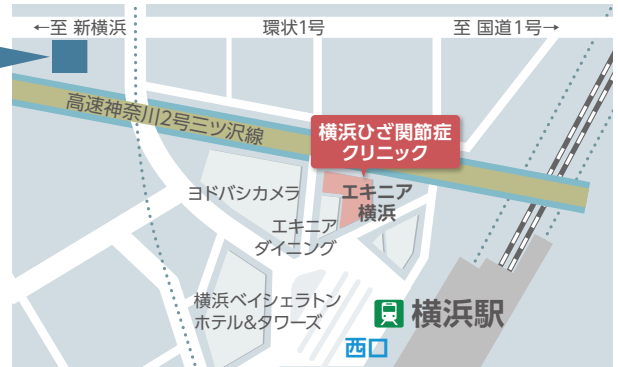 ←至 新横浜
環状1号
至 国道1号→
高速神奈川2号三ツ沢線
横浜ひざ関節症
クリニック
ヨドバシカメラ
エキニア
横浜
エキニア
ダイニング
横浜ベイシェラトン
ホテル&タワーズ
横浜駅
西口